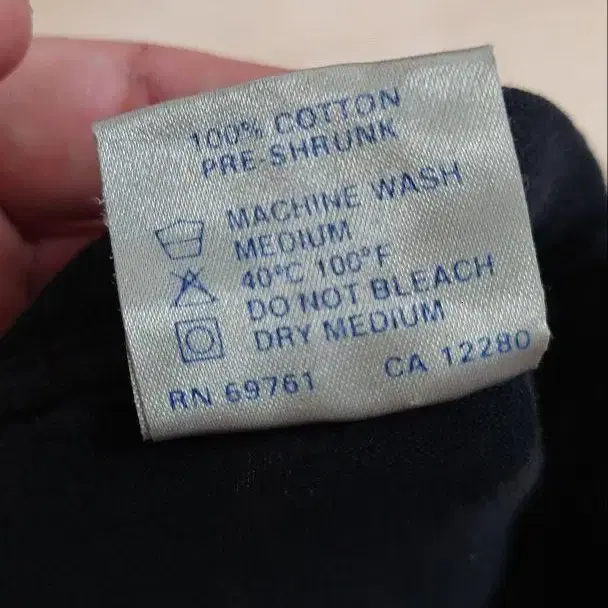 100% COTTON
PRE-SHRUNK
MACHINE WASH
MEDIUM
40°C 100°F
DO NOT BLEACH
DRY MEDIUM
RN 69761 CA 12280